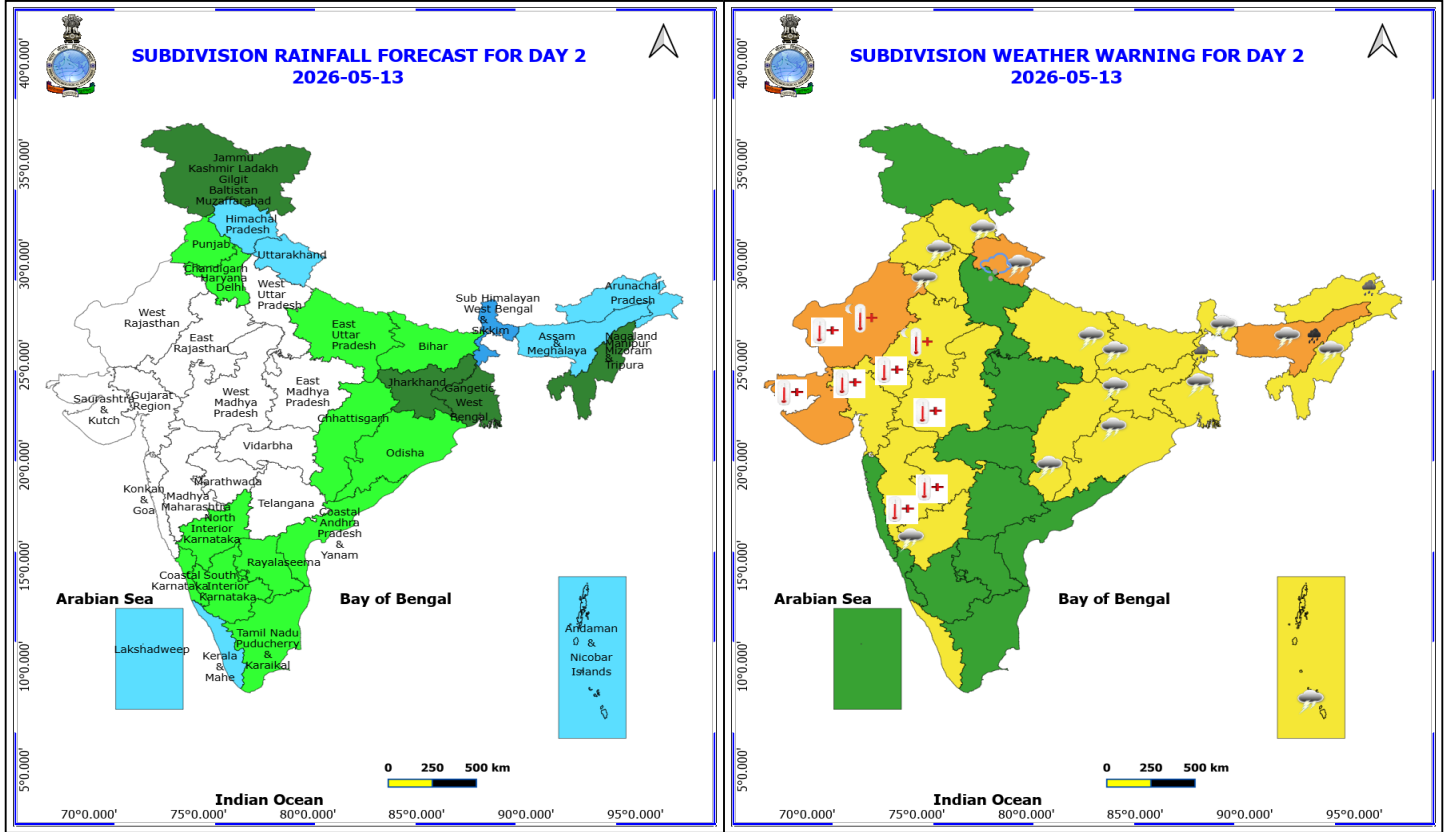 SUBDIVISION RAINFALL FORECAST FOR DAY 2
2026-05-13
40°0.000'
35°0.000'
30°0.000'
25°0.000'
20°0.000'
15°0.000'
10°0.000'
5°0.000'
Jammu
Kashmir Ladakh
Gilgit
Baltistan
Muzaffarabad
Himachal
Pradesh
Punjab
Uttarakhand
Chandigarh
Haryana
Delhi
West
Uttar
Pradesh
West
Rajasthan
East
Rajasthan
East
Uttar
Pradesh
Bihar
Sub Himalayan
West Bengal
&
Sikkim
Arunachal
Pradesh
Assam
&
Meghalaya
Nagaland
Manipur
Mizoram
&
Tripura
Saurashtra
&
Kutch
Gujarat
Region
West
Madhya
Pradesh
East
Madhya
Pradesh
Jharkhand
Gangetic
West
Bengal
Chhattisgarh
Odisha
Vidarbha
Marathwada
Konkan
&
Goa
Madhya
Maharashtra
Telangana
North
Interior
Karnataka
Coastal
Andhra
Pradesh
&
Yanam
Rayalaseema
Coastal
Karnataka
South
Interior
Karnataka
Tamil Nadu
Puducherry
&
Karaikal
Kerala
&
Mahe
Lakshadweep
Andaman
&
Nicobar
Islands
Arabian Sea
Bay of Bengal
Indian Ocean
0 250 500 km
70°0.000' 75°0.000' 80°0.000' 85°0.000' 90°0.000' 95°0.000'
SUBDIVISION WEATHER WARNING FOR DAY 2
2026-05-13
40°0.000'
35°0.000'
30°0.000'
25°0.000'
20°0.000'
15°0.000'
10°0.000'
5°0.000'
Arabian Sea
Bay of Bengal
Indian Ocean
0 250 500 km
70°0.000' 75°0.000' 80°0.000' 85°0.000' 90°0.000' 95°0.000'